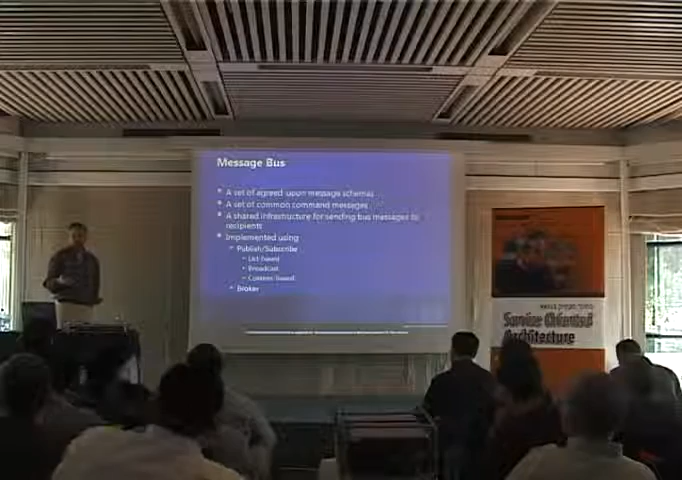 Message Bus
A set of agreed-upon message schemas
A set of common command messages
A shared infrastructure for sending bus messages to
recipients
Implemented using
Publish/Subscribe
List-based
Broadcast
Content-based
Broker
Service Oriented
Architecture